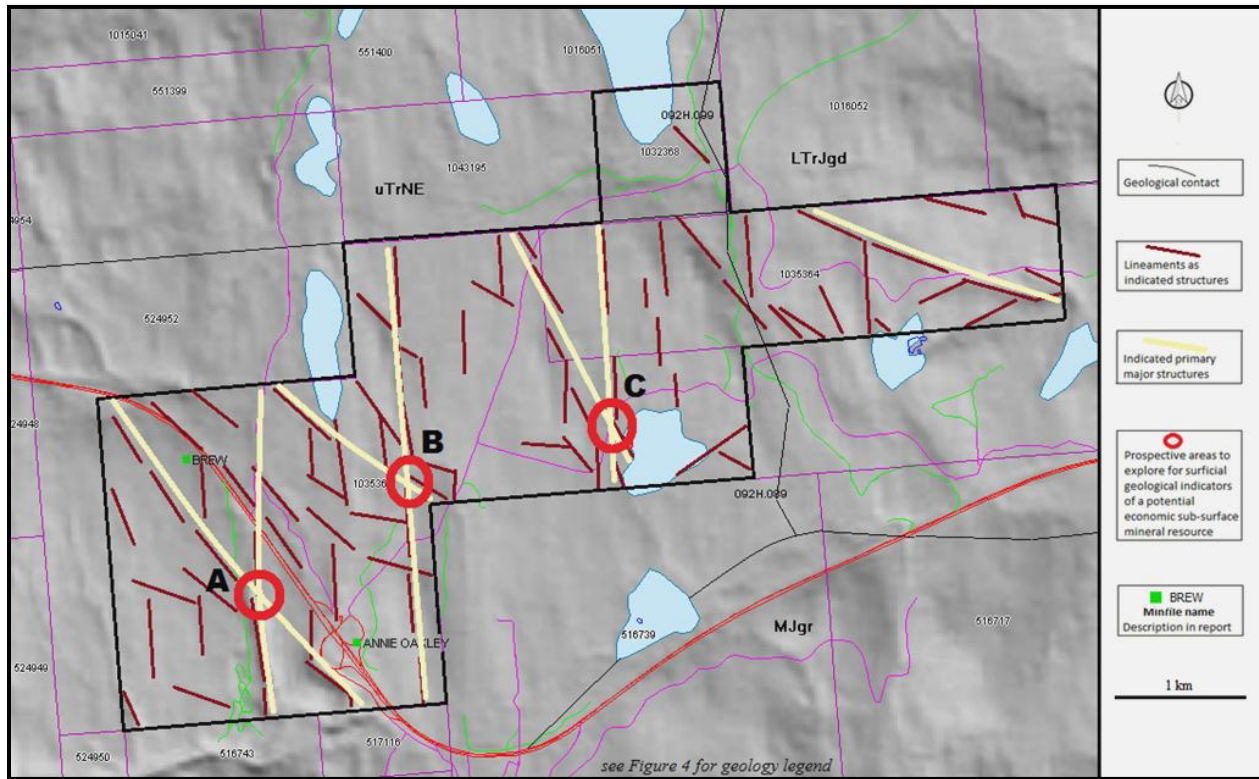 1015041
551400
1016051
551399
1016052
092H.099
1032368
LTrJgd
1043195
uTrNE
4954
1035364
524952
24948
C
B
BREW
103536
092H.089
A
ANNIE OAKLEY
516739
MJgr
516717
524949
524950
516743
517116
see Figure 4 for geology legend
Geological contact
Lineaments as
indicated structures
Indicated primary
major structures
Prospective areas to
explore for surficial
geological indicators
of a potential
economic sub-surface
mineral resource
BREW
Minfile name
Description in report
1 km